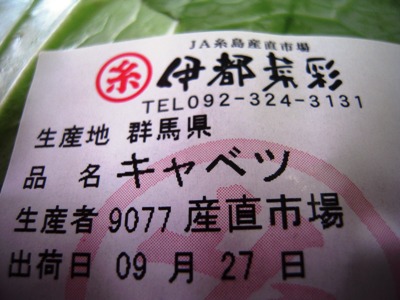 JA糸島産直市場
糸 伊都菜彩
TEL092-324-3131
生産地 群馬県
品 名 キャベツ
生産者 9077 産直市場
出荷日 09 月 27 日